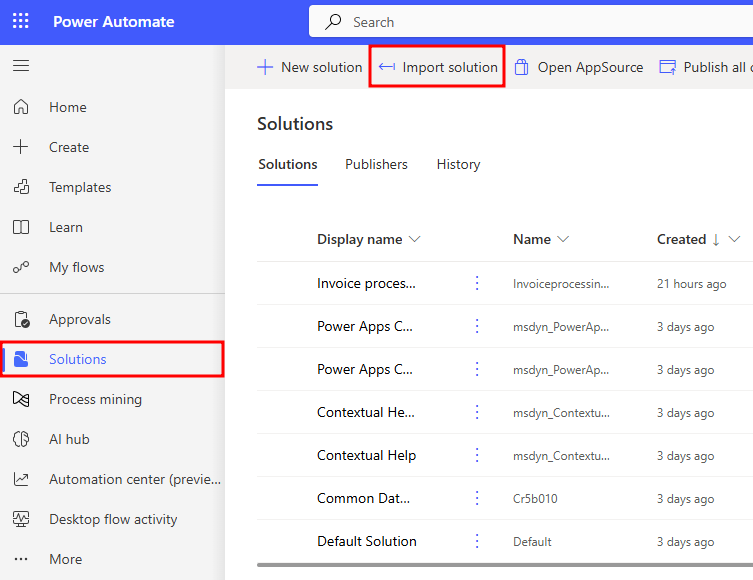 Power Automate
Search
New solution
Import solution
Open AppSource
Publish all
Home
Create
Templates
Learn
My flows
Approvals
Solutions
Process mining
AI hub
Automation center (previe...
Desktop flow activity
More
Solutions
Solutions Publishers History
Display name Name Created
Invoice proces... Invoiceprocessin... 21 hours ago
Power Apps C... msdyn_PowerAp... 3 days ago
Power Apps C... msdyn_PowerAp... 3 days ago
Contextual He... msdyn_Contextu... 3 days ago
Contextual Help msdyn_Contextu... 3 days ago
Common Dat... Cr5b010 3 days ago
Default Solution Default 3 days ago